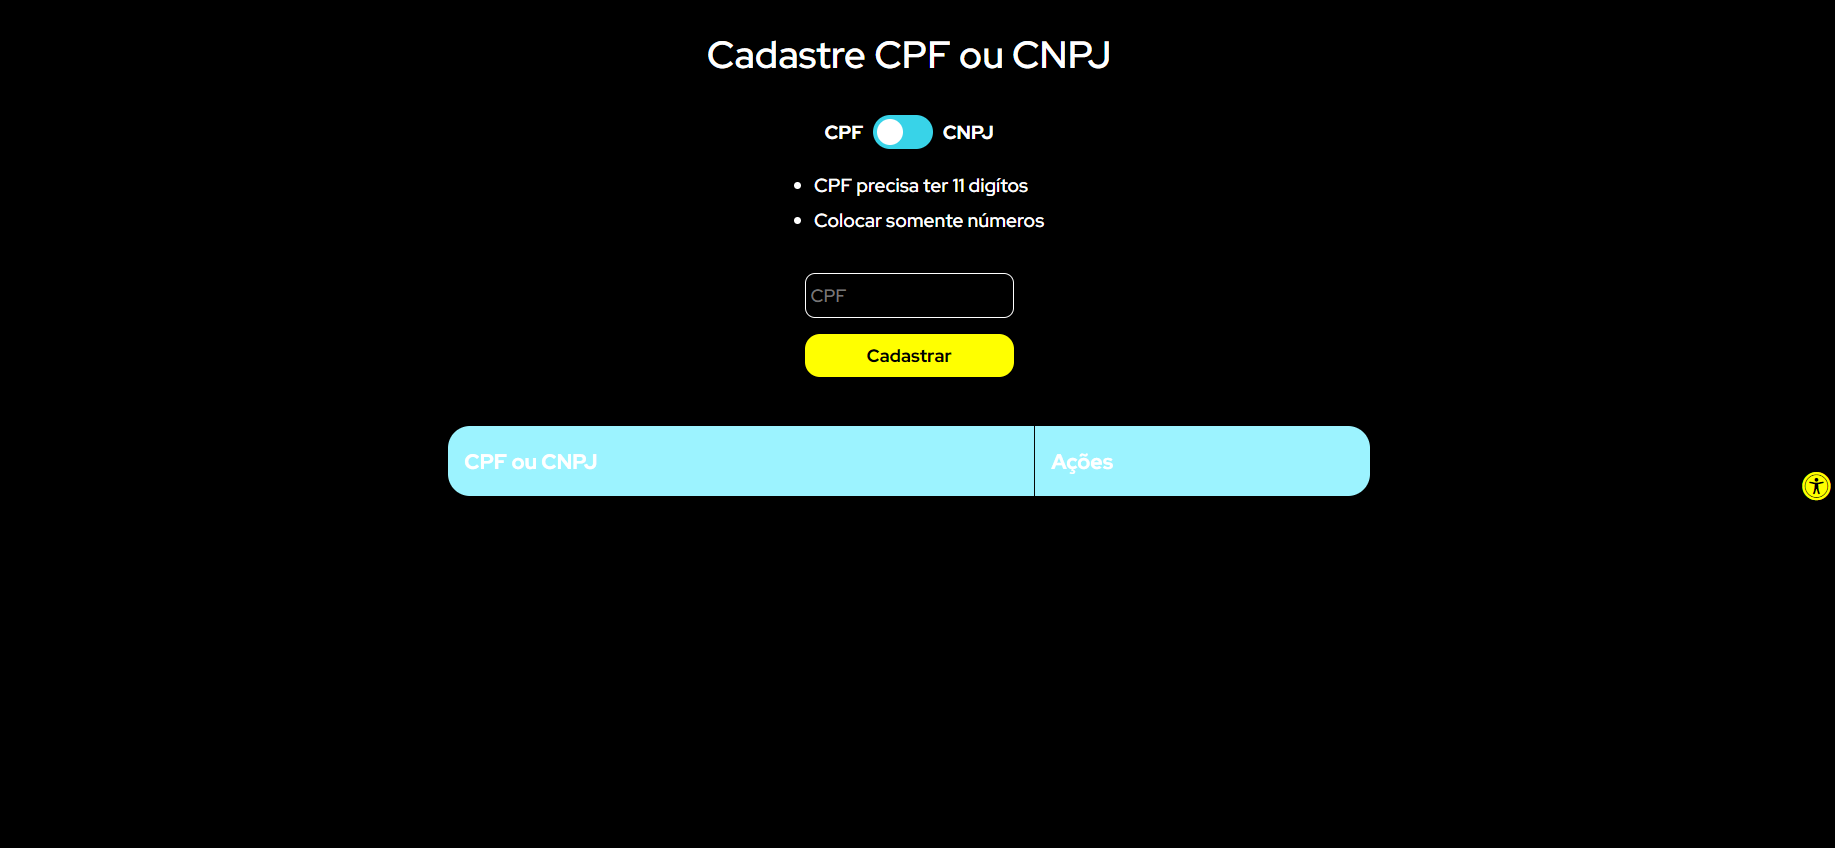 Cadastre CPF ou CNPJ
CPF CNPJ
• CPF precisa ter 11 digítos
• Colocar somente números
CPF
Cadastrar
CPF ou CNPJ Ações